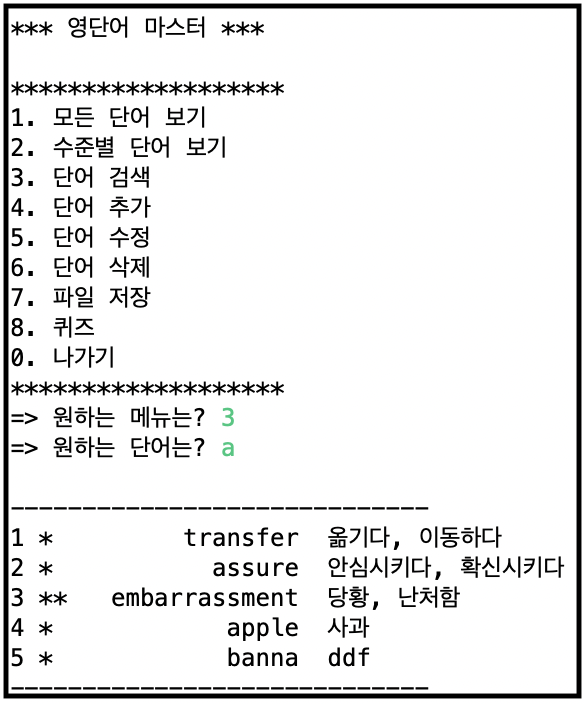 *** 영단어 마스터 ***
*******************
1. 모든 단어 보기
2. 수준별 단어 보기
3. 단어 검색
4. 단어 추가
5. 단어 수정
6. 단어 삭제
7. 파일 저장
8. 퀴즈
0. 나가기
*******************
=> 원하는 메뉴는? 3
=> 원하는 단어는? a
-----------------------------
1 * transfer 옮기다, 이동하다
2 * assure 안심시키다, 확신시키다
3 ** embarrassment 당황, 난처함
4 * apple 사과
5 * banna ddf
-----------------------------